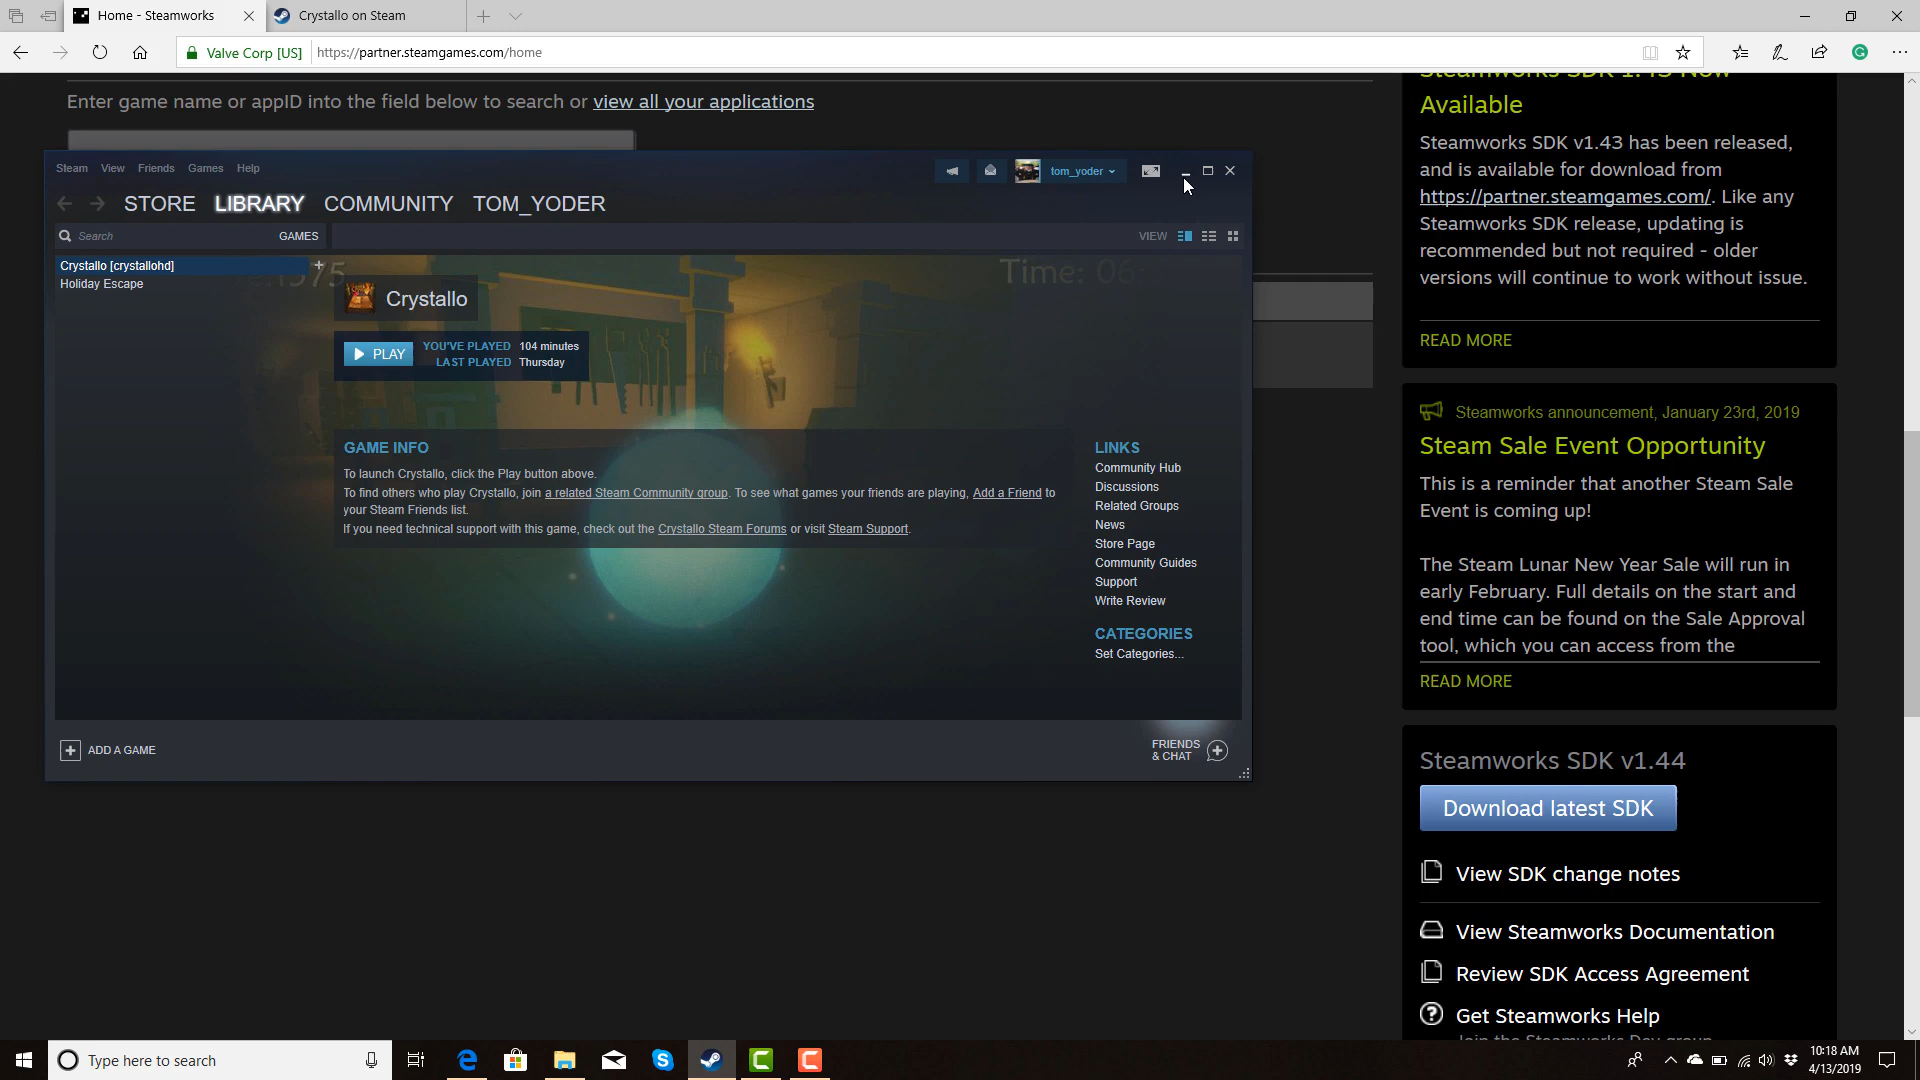 Home - Steamworks
Crystallo on Steam
Valve Corp [US]
https://partner.steamgames.com/home
Enter game name or appID into the field below to search or view all your applications
Steam View Friends Games Help
tom_yoder
STORE LIBRARY COMMUNITY TOM_YODER
Search
GAMES
VIEW
Crystallo [crystallohd]
Holiday Escape
Time: 06
Crystallo
PLAY
YOU'VE PLAYED 104 minutes
LAST PLAYED Thursday
GAME INFO
To launch Crystallo, click the Play button above.
To find others who play Crystallo, join a related Steam Community group. To see what games your friends are playing, Add a Friend to
your Steam Friends list.
If you need technical support with this game, check out the Crystallo Steam Forums or visit Steam Support.
LINKS
Community Hub
Discussions
Related Groups
News
Store Page
Community Guides
Support
Write Review
CATEGORIES
Set Categories...
ADD A GAME
FRIENDS
& CHAT
Steamworks SDK 1.43 Now
Available
Steamworks SDK v1.43 has been released,
and is available for download from
https://partner.steamgames.com/. Like any
Steamworks SDK release, updating is
recommended but not required - older
versions will continue to work without issue.
READ MORE
Steamworks announcement, January 23rd, 2019
Steam Sale Event Opportunity
This is a reminder that another Steam Sale
Event is coming up!
The Steam Lunar New Year Sale will run in
early February. Full details on the start and
end time can be found on the Sale Approval
tool, which you can access from the
READ MORE
Steamworks SDK v1.44
Download latest SDK
View SDK change notes
View Steamworks Documentation
Review SDK Access Agreement
Get Steamworks Help
Join the Steamworks Dev group
Type here to search
10:18 AM
4/13/2019